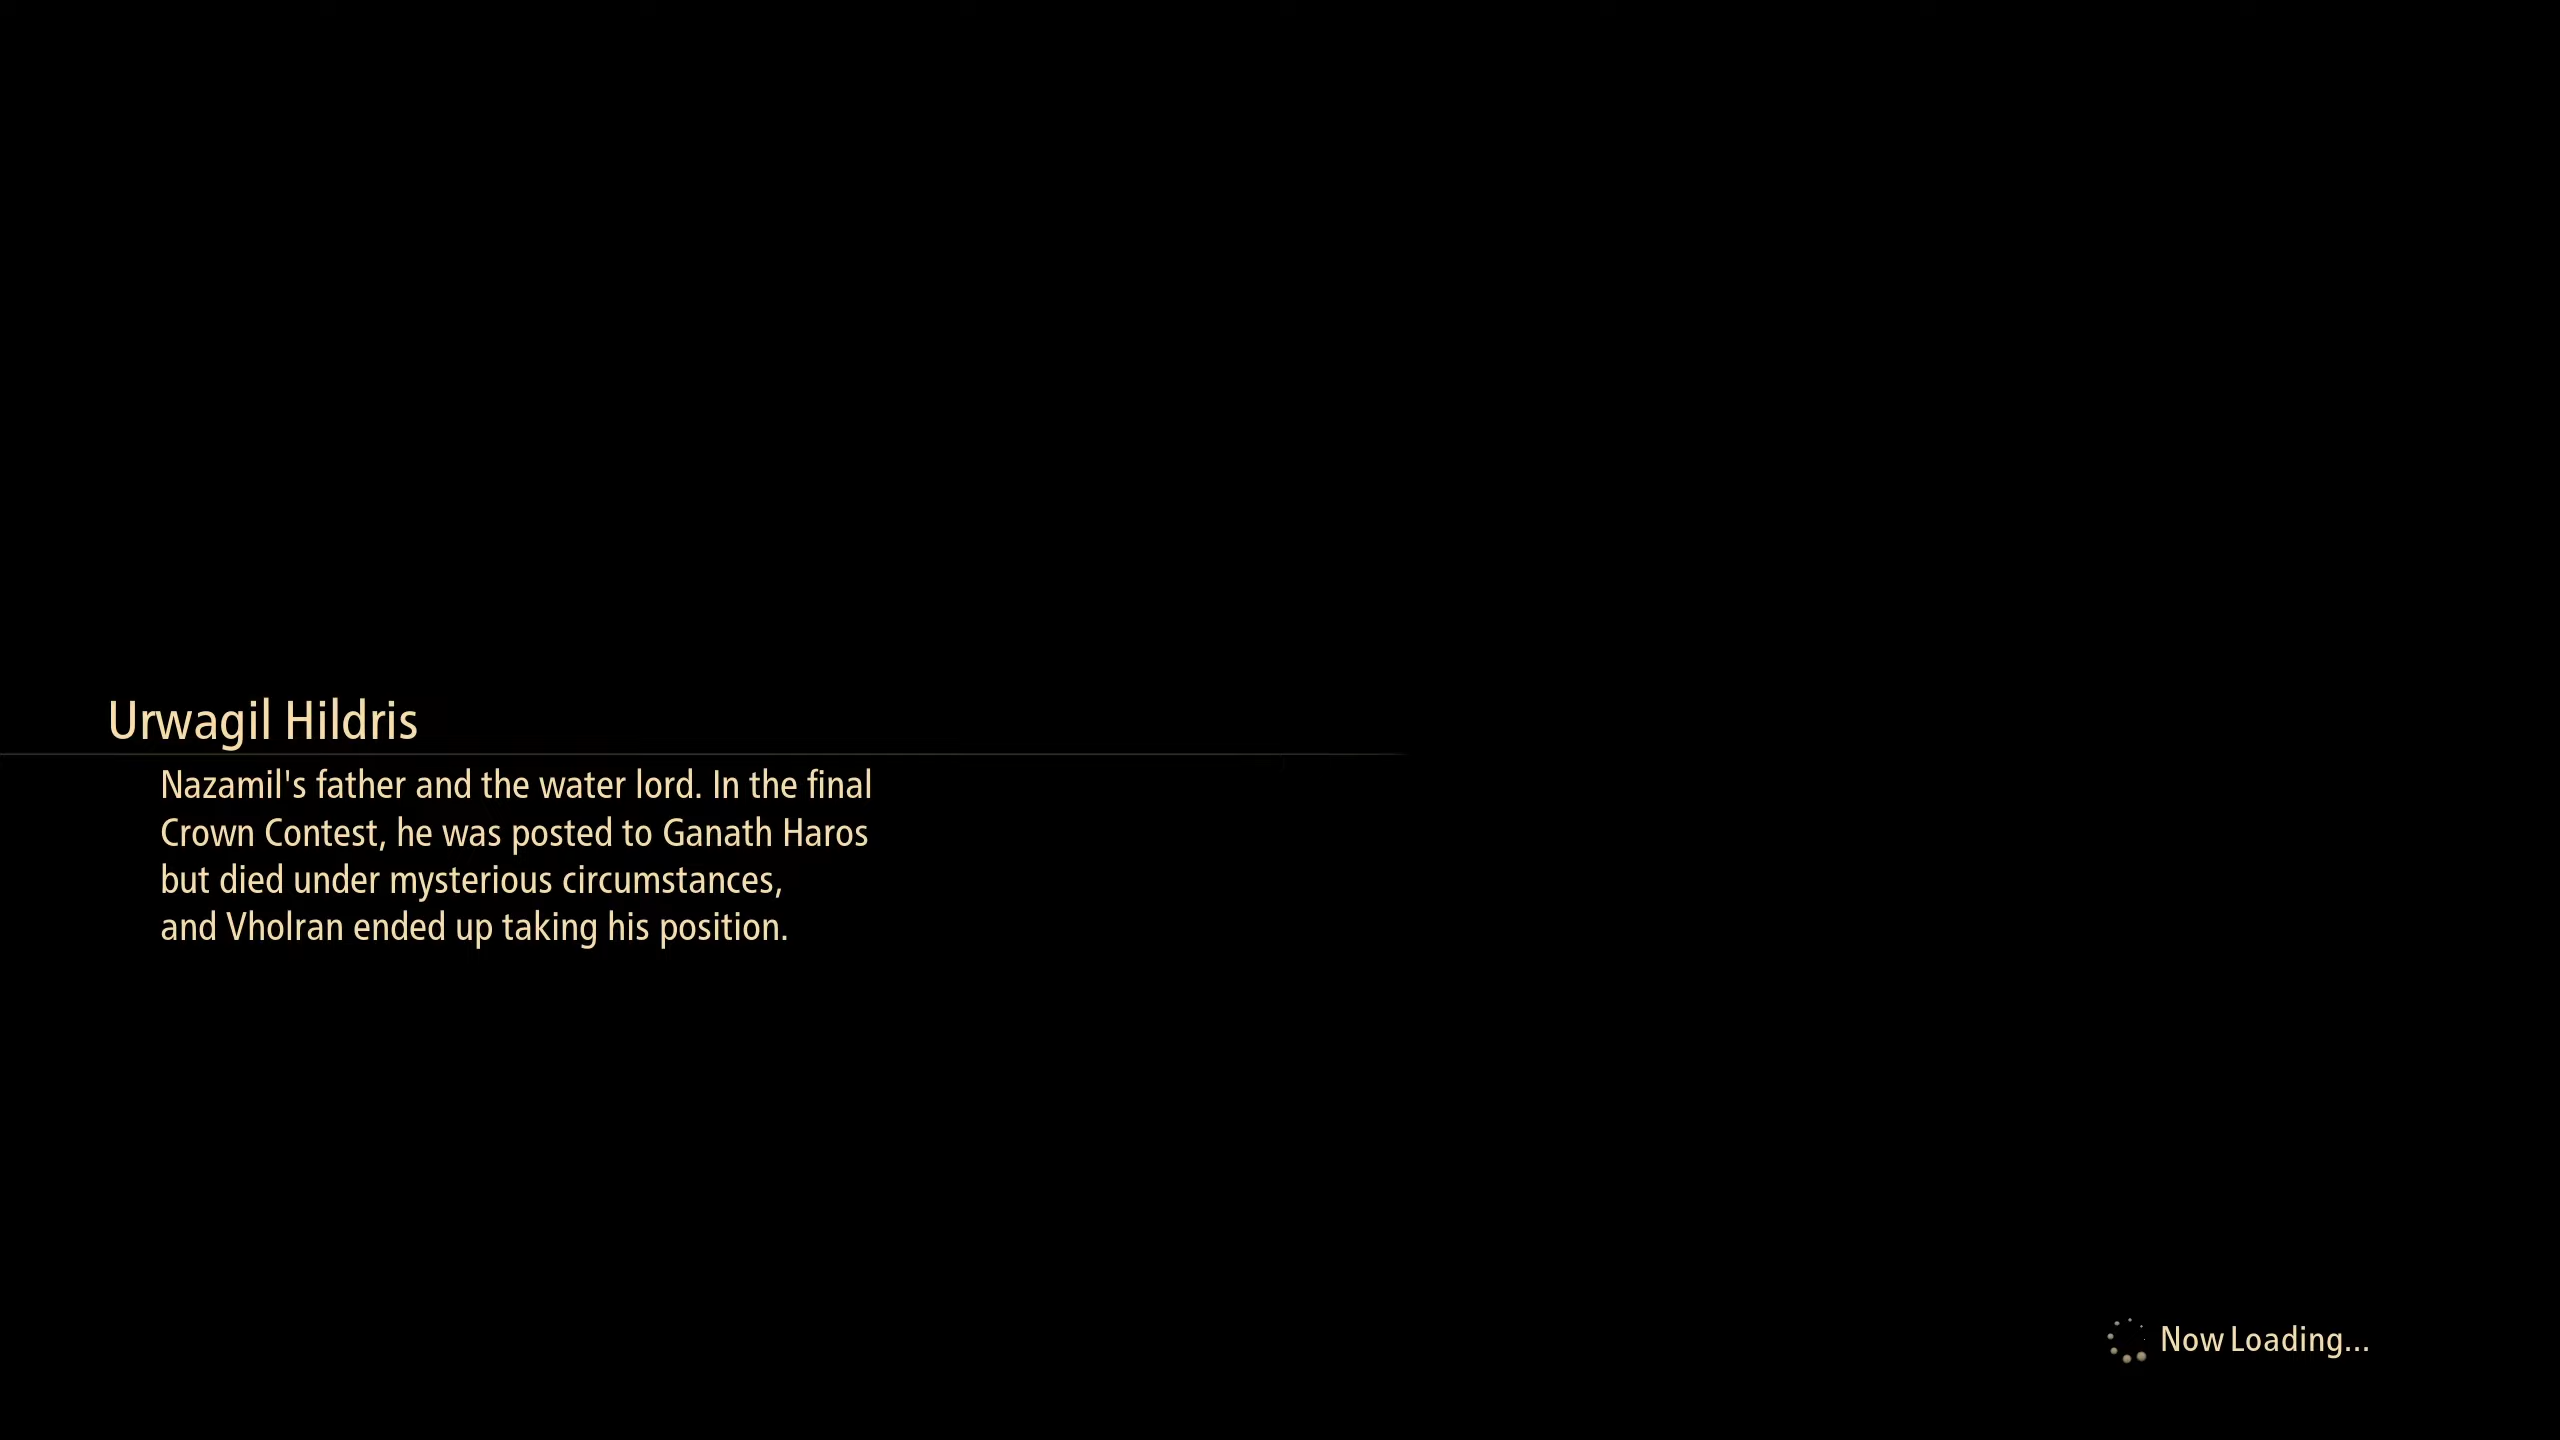 Urwagil Hildris
Nazamil's father and the water lord. In the final
Crown Contest, he was posted to Ganath Haros
but died under mysterious circumstances,
and Vholran ended up taking his position.
Now Loading...